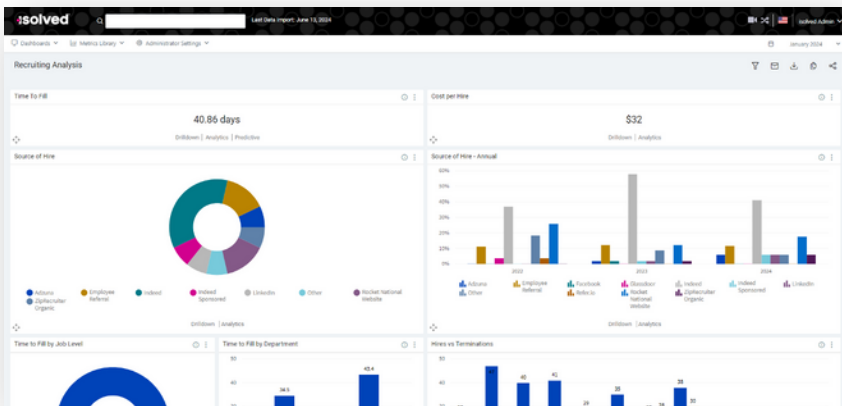 isolved
Last Data Import: June 13, 2024
isolved Admin
Dashboards
Metrics Library
Administrator Settings
January 2024
Recruiting Analysis
Time To Fill
Cost per Hire
40.86 days
$32
Drilldown | Analytics | Predictive
Drilldown | Analytics
Source of Hire
Source of Hire - Annual
60%
50%
40%
30%
20%
10%
2022 2023 2024
Adzuna
Employee Referral
Indeed
Indeed Sponsored
LinkedIn
Other
Rocket National Website
ZipRecruiter Organic
Adzuna
Employee Referral
Facebook
Glassdoor
Indeed
Indeed Sponsored
LinkedIn
Other
Relocio
Rocket National Website
ZipRecruiter Organic
Drilldown | Analytics
Drilldown | Analytics
Time to Fill by Job Level
Time to Fill by Department
Hires vs Terminations
50
40
34.5
43.4
50
40
40
41
35
38
30